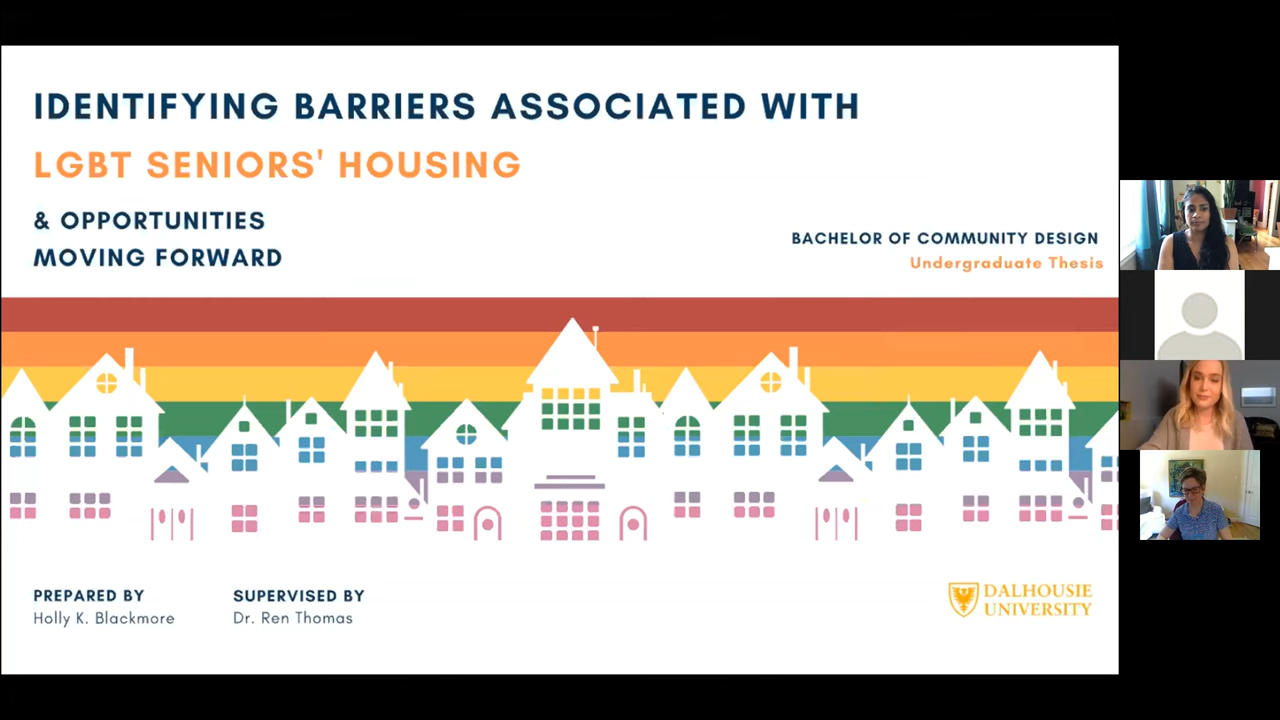 IDENTIFYING BARRIERS ASSOCIATED WITH
LGBT SENIORS' HOUSING
& OPPORTUNITIES
MOVING FORWARD
BACHELOR OF COMMUNITY DESIGN
Undergraduate Thesis
PREPARED BY
Holly K. Blackmore
SUPERVISED BY
Dr. Ren Thomas
DALHOUSIE
UNIVERSITY